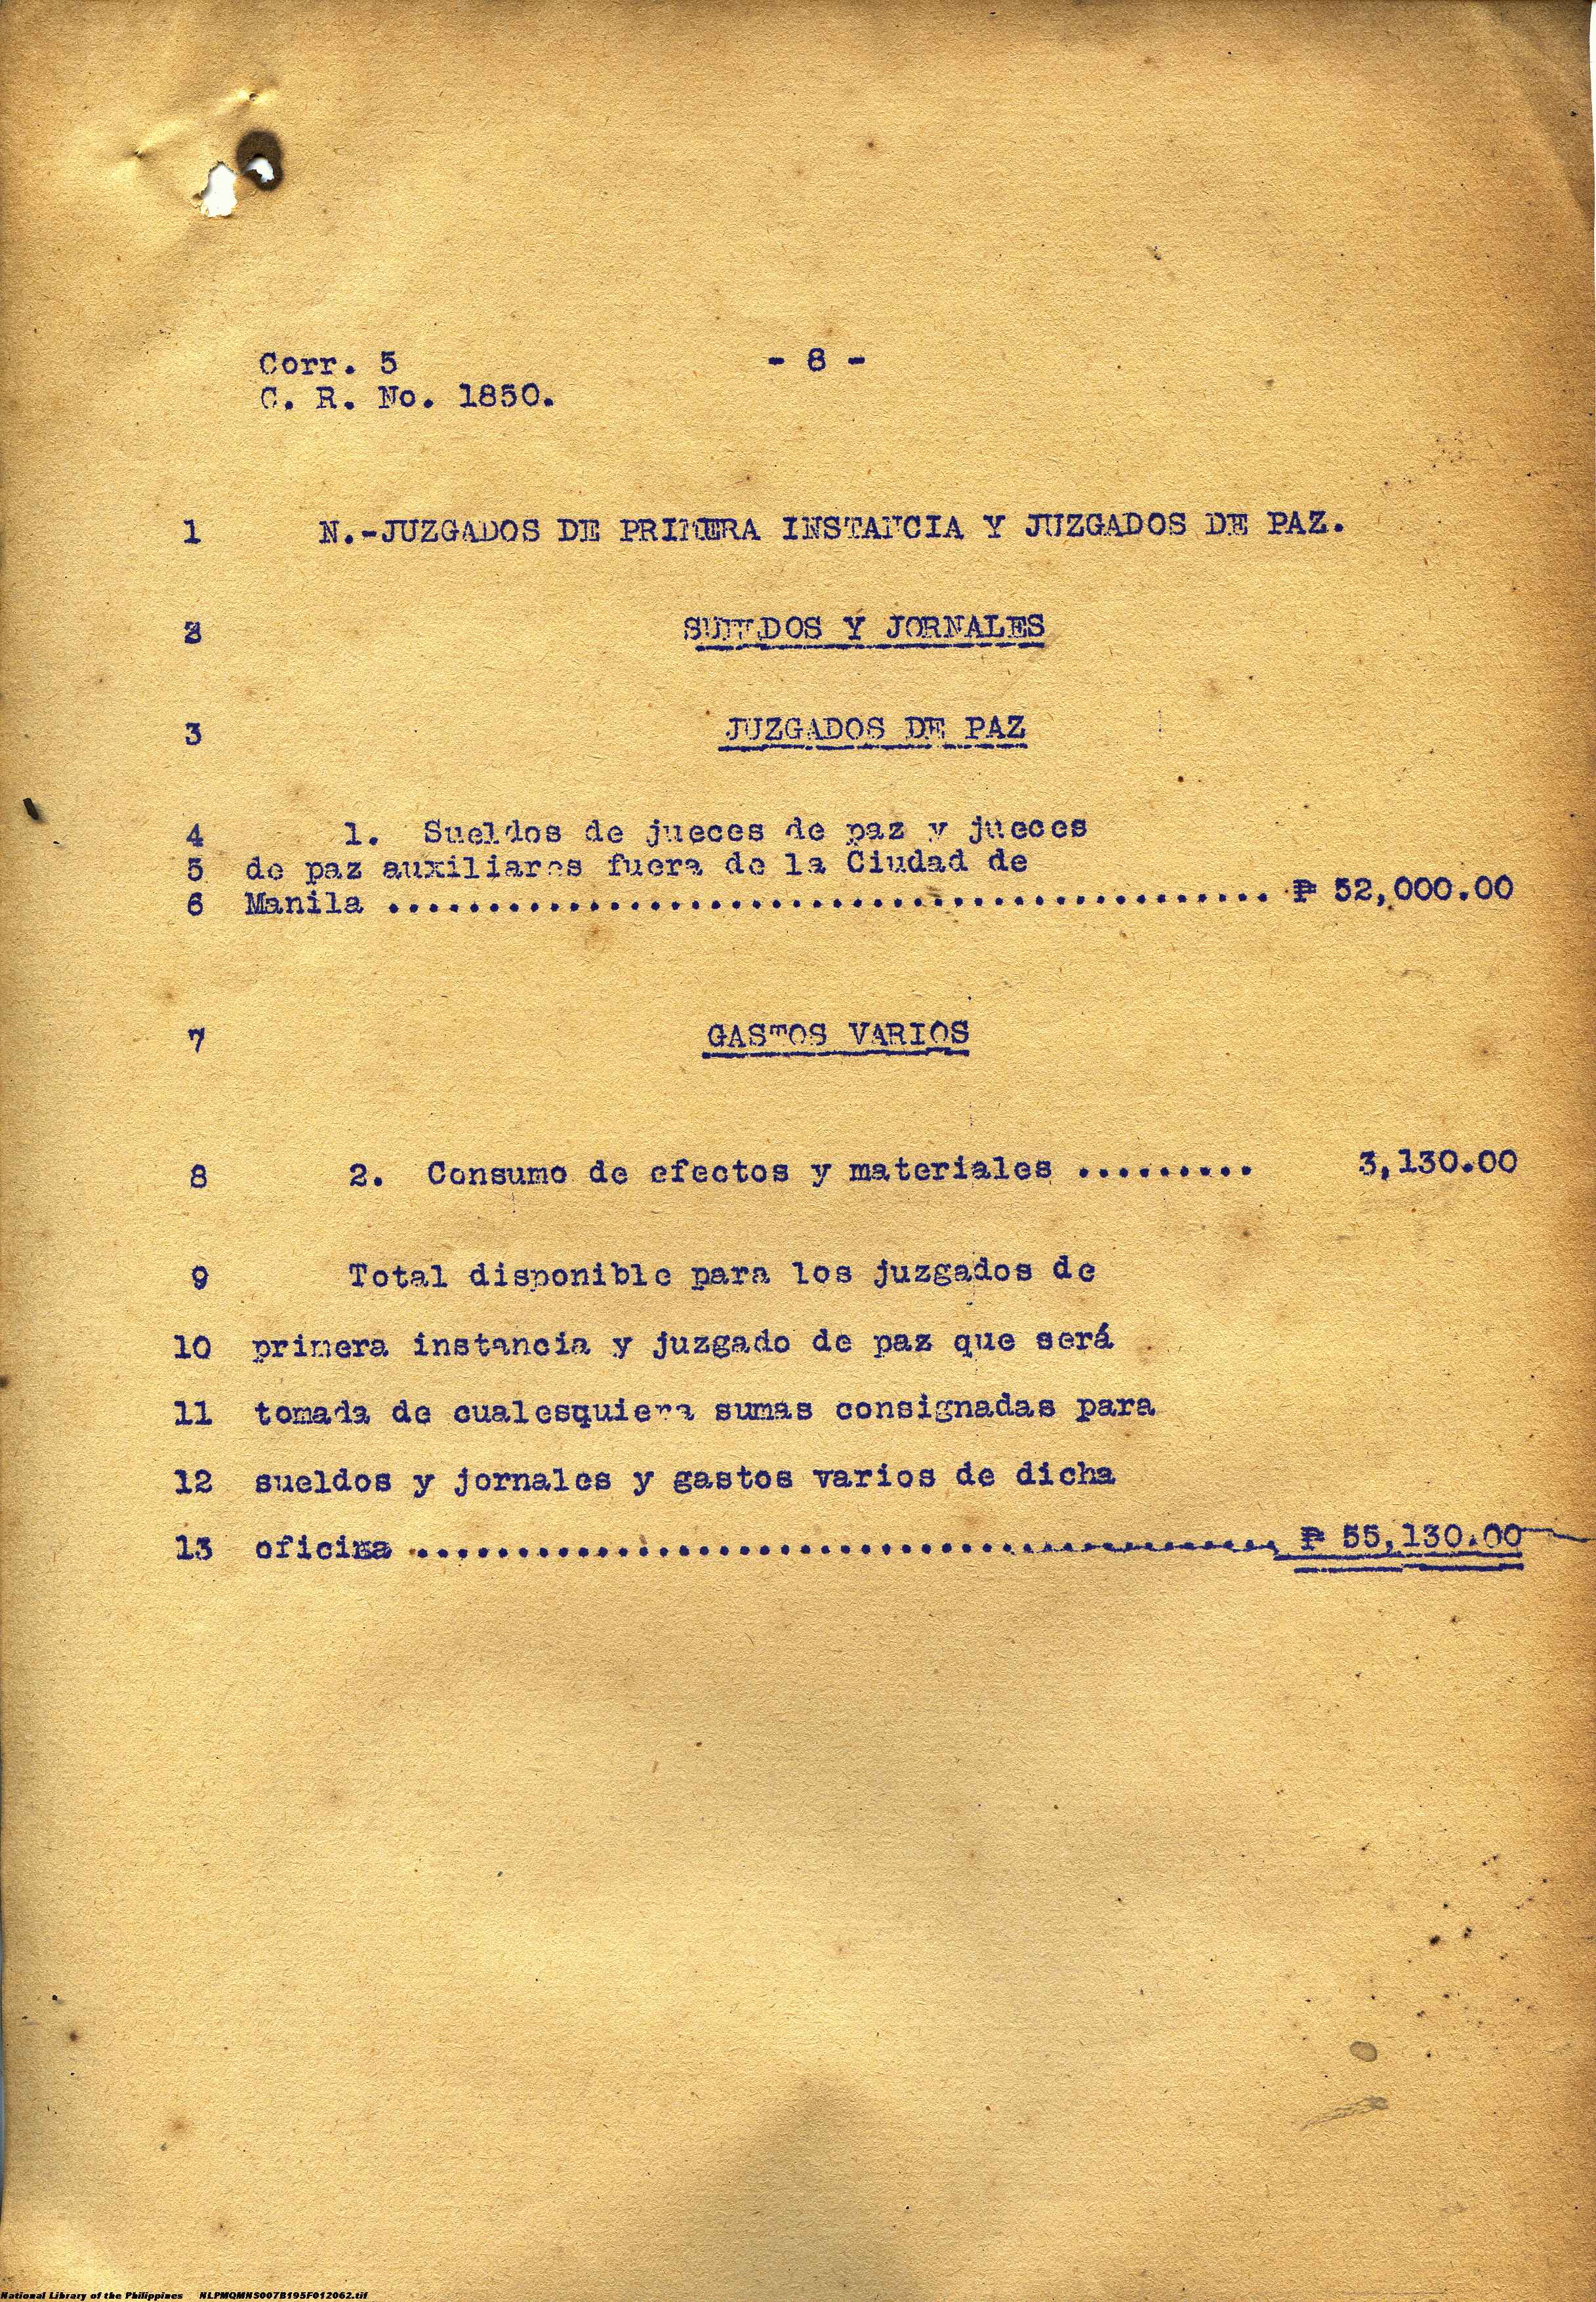 Corr. 5 - 8 -
C. R. No. 1850.
1 N.-JUZGADOS DE PRIMERA INSTANCIA Y JUZGADOS DE PAZ.
2 SUELDOS Y JORNALES
3 JUZGADOS DE PAZ
4 1. Sueldos de jueces de paz y jueces
5 de paz auxiliares fuera de la Ciudad de
6 Manila ............................................ ₱ 52,000.00
7 GASTOS VARIOS
8 2. Consumo de efectos y materiales ......... 3,130.00
9 Total disponible para los juzgados de
10 primera instancia y juzgado de paz que será
11 tomada de cualesquiera sumas consignadas para
12 sueldos y jornales y gastos varios de dicha
13 oficina ........................................... ₱ 55,130.00
National Library of the Philippines NLPMQMNS007B195F012062.tif